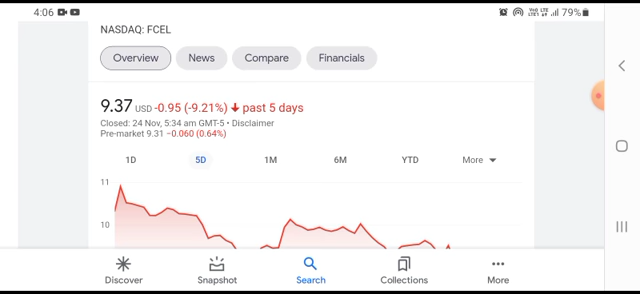 4:06 79%
NASDAQ: FCEL
Overview News Compare Financials
9.37 USD -0.95 (-9.21%) past 5 days
Closed: 24 Nov, 5:34 am GMT-5 • Disclaimer
Pre-market 9.31 −0.060 (0.64%)
1D 5D 1M 6M YTD More
11
10
Discover Snapshot Search Collections More